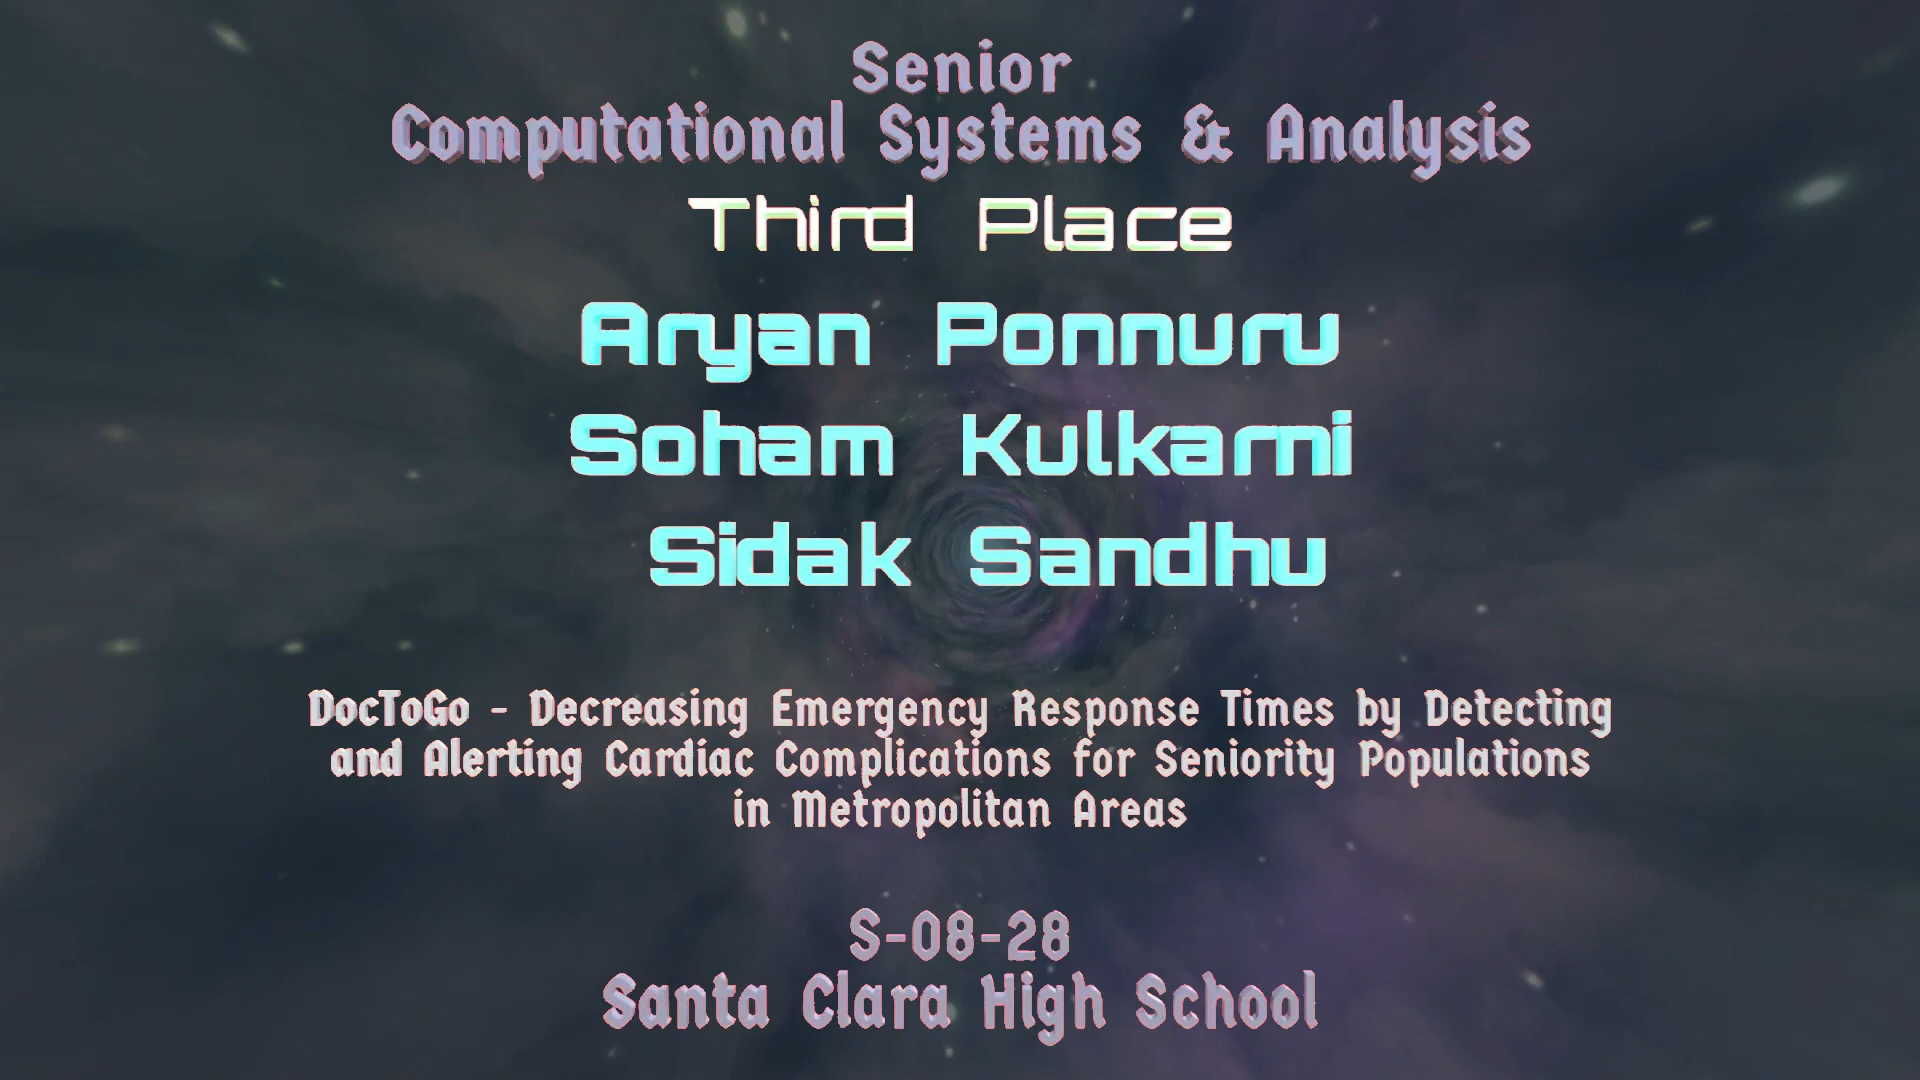 Senior
Computational Systems & Analysis
Third Place
Aryan Ponnuru
Soham Kulkarni
Sidak Sandhu
DocToGo - Decreasing Emergency Response Times by Detecting
and Alerting Cardiac Complications for Seniority Populations
in Metropolitan Areas
S-08-28
Santa Clara High School